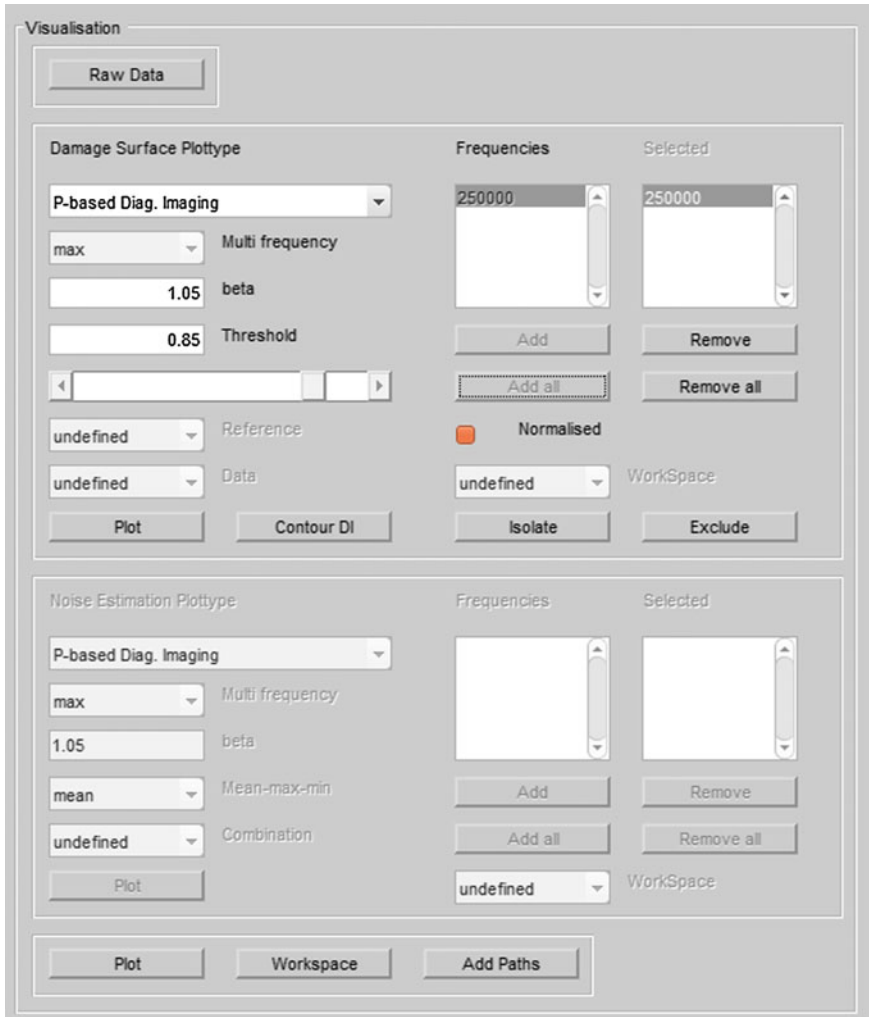 Visualisation
Raw Data
Damage Surface Plottype Frequencies Selected
P-based Diag. Imaging 250000 250000
max Multi frequency
1.05 beta
0.85 Threshold Add Remove
Add all Remove all
undefined Reference Normalised
undefined Data undefined WorkSpace
Plot Contour DI Isolate Exclude
Noise Estimation Plottype Frequencies Selected
P-based Diag. Imaging
max Multi frequency
1.05 beta
mean Mean-max-min Add Remove
undefined Combination Add all Remove all
Plot undefined WorkSpace
Plot Workspace Add Paths